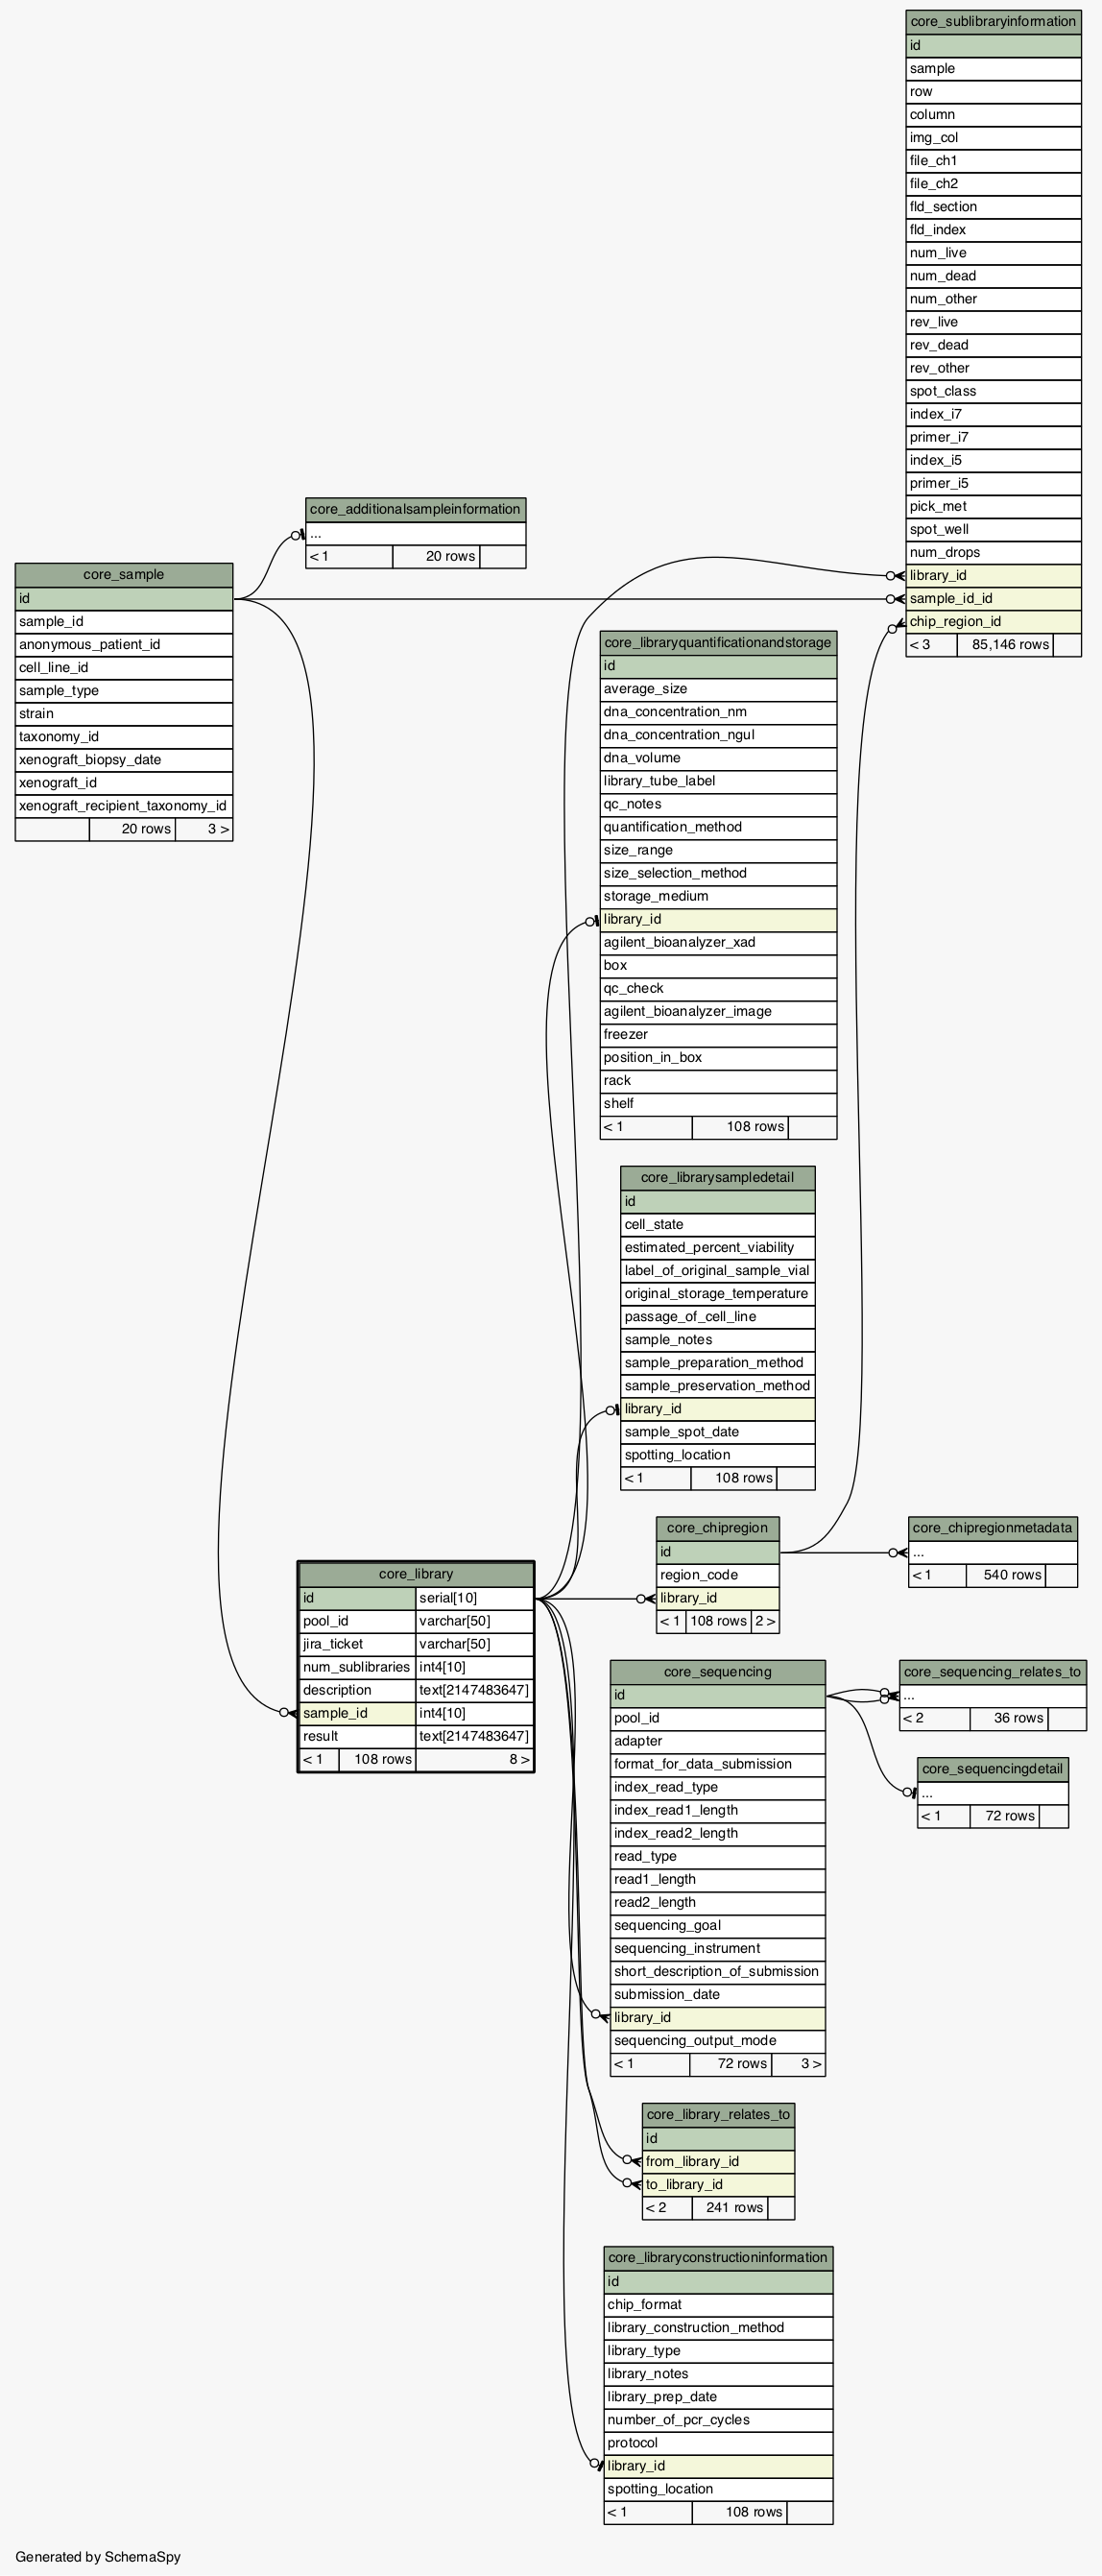 core_sublibraryinformation
id
sample
row
column
img_col
file_ch1
file_ch2
fld_section
fld_index
num_live
num_dead
num_other
rev_live
rev_dead
rev_other
spot_class
index_i7
primer_i7
index_i5
primer_i5
pick_met
spot_well
num_drops
library_id
sample_id_id
chip_region_id
< 3 85,146 rows
core_additionalsampleinformation
...
< 1 20 rows
core_sample
id
sample_id
anonymous_patient_id
cell_line_id
sample_type
strain
taxonomy_id
xenograft_biopsy_date
xenograft_id
xenograft_recipient_taxonomy_id
20 rows 3 >
core_libraryquantificationandstorage
id
average_size
dna_concentration_nm
dna_concentration_ngul
dna_volume
library_tube_label
qc_notes
quantification_method
size_range
size_selection_method
storage_medium
library_id
agilent_bioanalyzer_xad
box
qc_check
agilent_bioanalyzer_image
freezer
position_in_box
rack
shelf
< 1 108 rows
core_librarysampledetail
id
cell_state
estimated_percent_viability
label_of_original_sample_vial
original_storage_temperature
passage_of_cell_line
sample_notes
sample_preparation_method
sample_preservation_method
library_id
sample_spot_date
spotting_location
< 1 108 rows
core_chipregion
id
region_code
library_id
< 1 108 rows 2 >
core_chipregionmetadata
...
< 1 540 rows
core_library
id serial[10]
pool_id varchar[50]
jira_ticket varchar[50]
num_sublibraries int4[10]
description text[2147483647]
sample_id int4[10]
result text[2147483647]
< 1 108 rows 8 >
core_sequencing
id
pool_id
adapter
format_for_data_submission
index_read_type
index_read1_length
index_read2_length
read_type
read1_length
read2_length
sequencing_goal
sequencing_instrument
short_description_of_submission
submission_date
library_id
sequencing_output_mode
< 1 72 rows 3 >
core_sequencing_relates_to
...
< 2 36 rows
core_sequencingdetail
...
< 1 72 rows
core_library_relates_to
id
from_library_id
to_library_id
< 2 241 rows
core_libraryconstructioninformation
id
chip_format
library_construction_method
library_type
library_notes
library_prep_date
number_of_pcr_cycles
protocol
library_id
spotting_location
< 1 108 rows
Generated by SchemaSpy